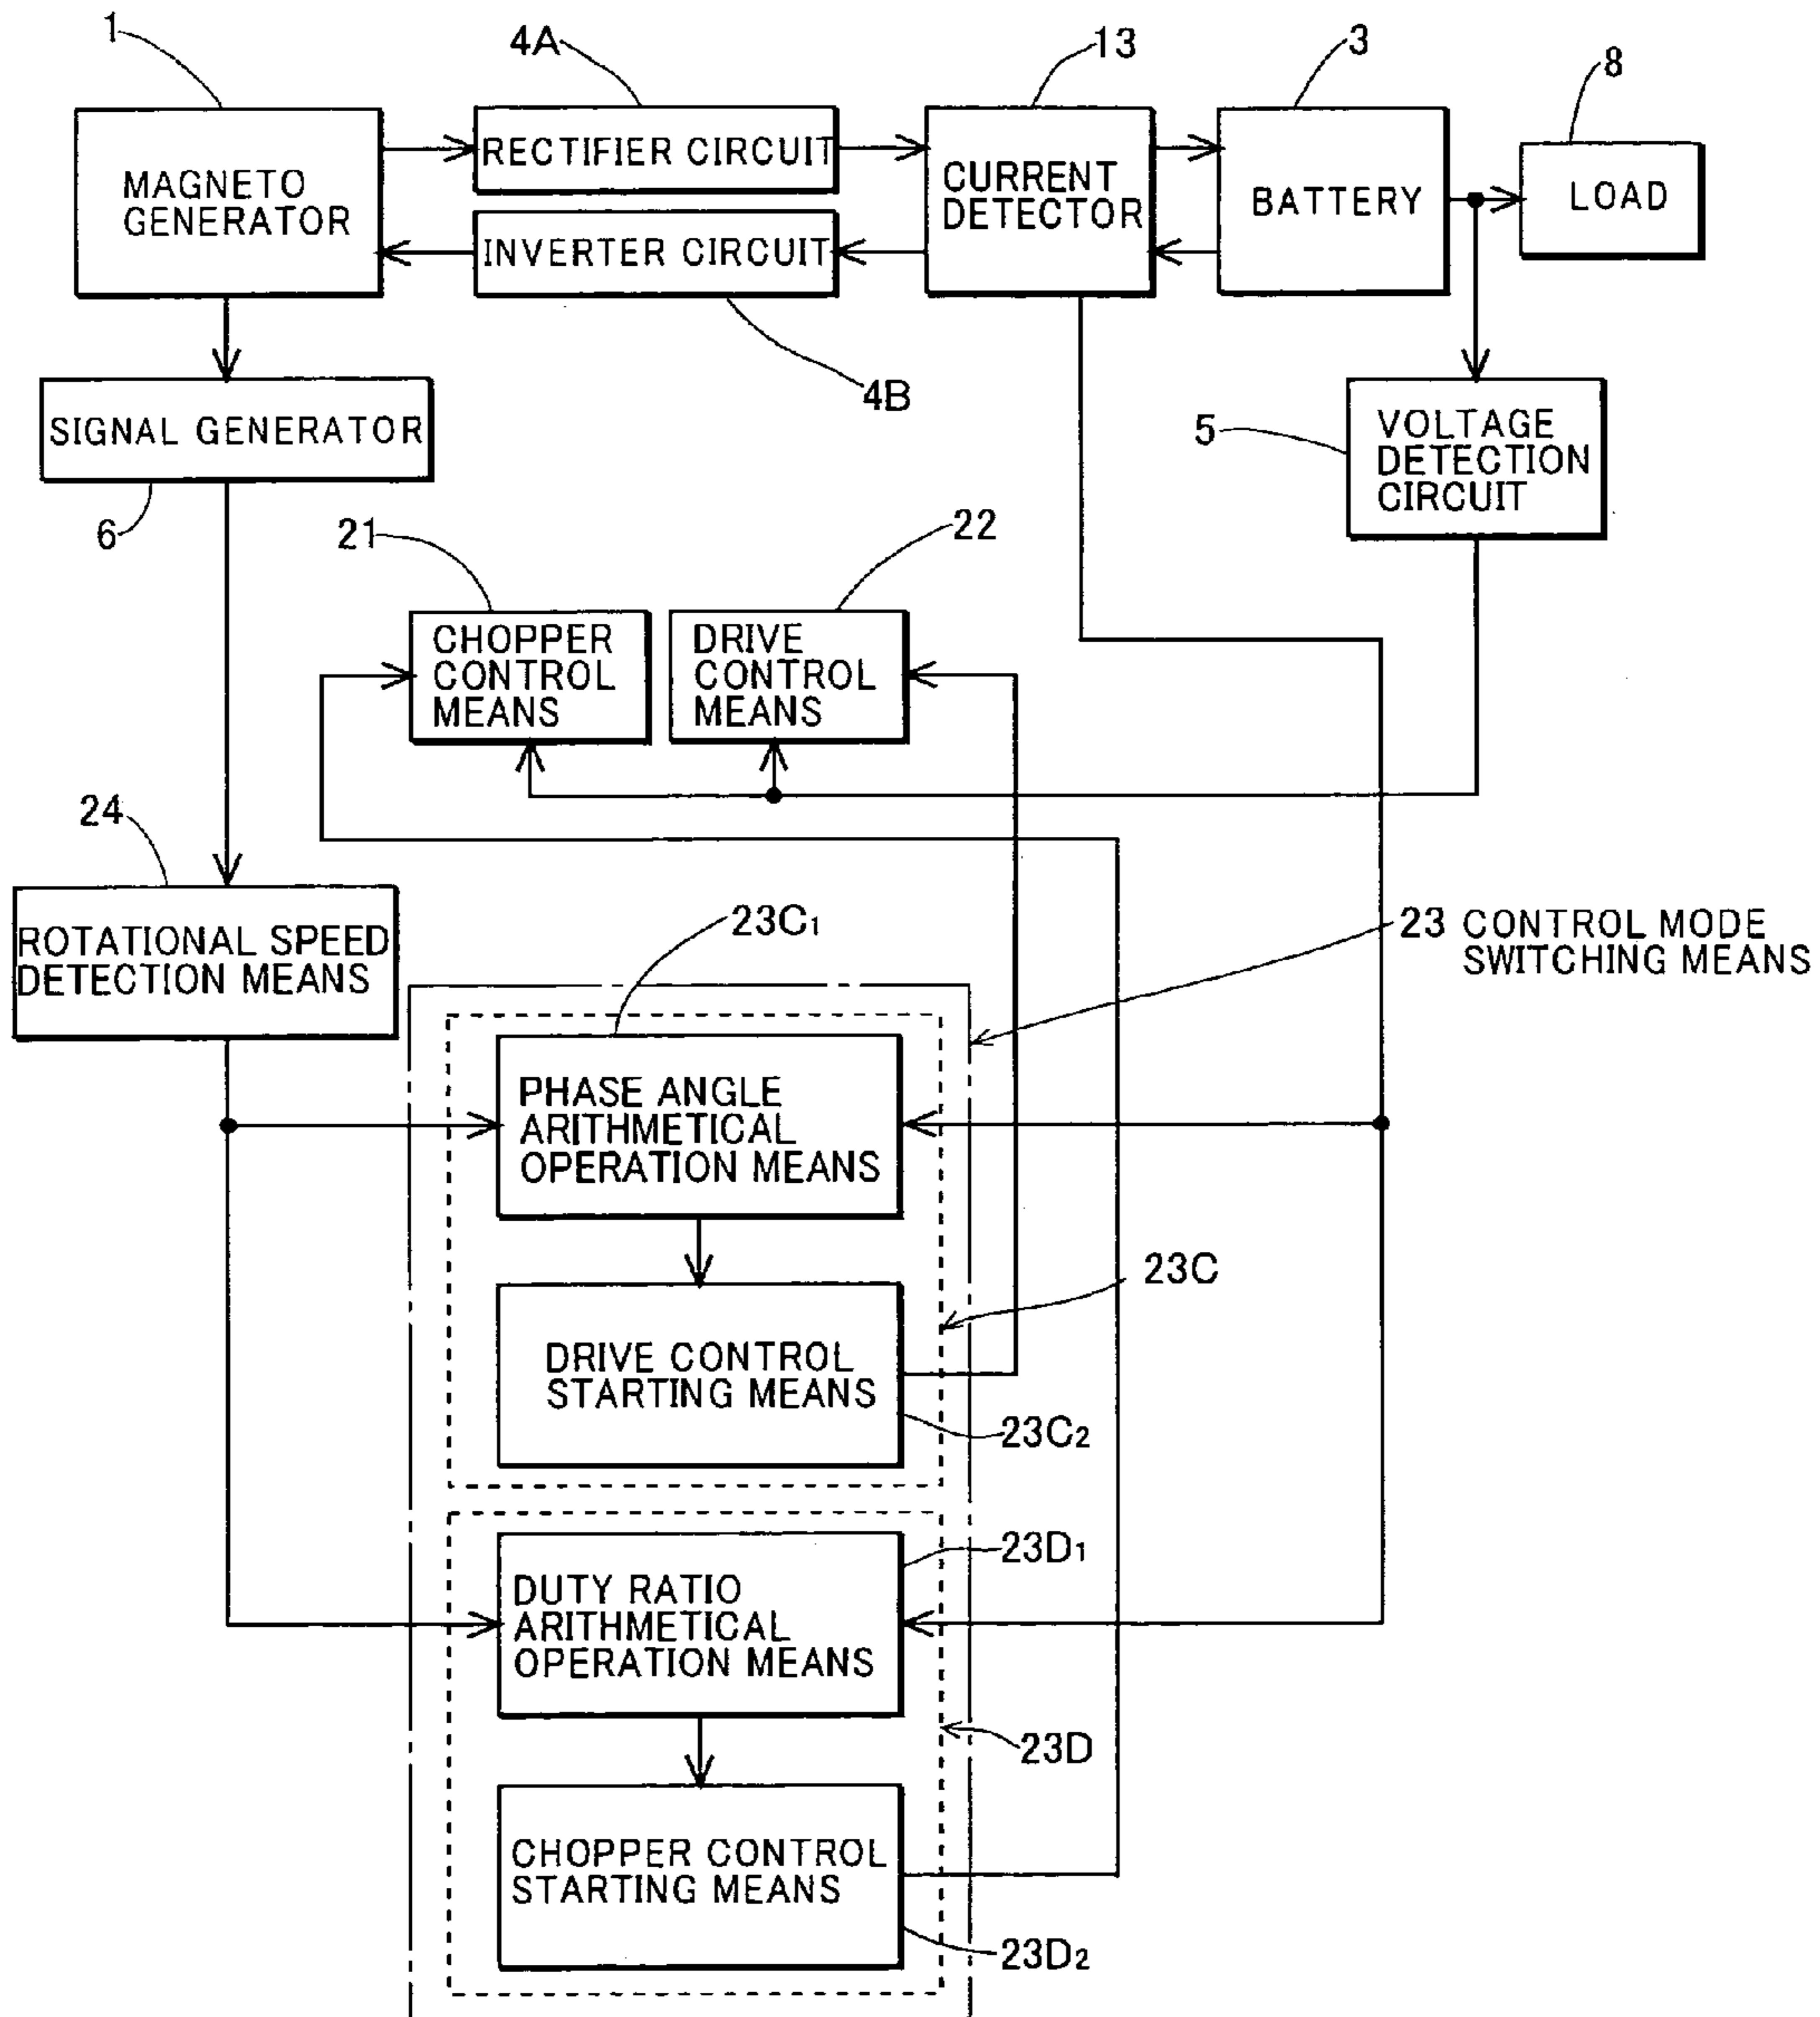 1
4A
13
3
8
MAGNETO
GENERATOR
RECTIFIER CIRCUIT
INVERTER CIRCUIT
CURRENT
DETECTOR
BATTERY
LOAD
4B
SIGNAL GENERATOR
6
5
VOLTAGE
DETECTION
CIRCUIT
21
22
CHOPPER
CONTROL
MEANS
DRIVE
CONTROL
MEANS
24
ROTATIONAL SPEED
DETECTION MEANS
23C1
23 CONTROL MODE
SWITCHING MEANS
PHASE ANGLE
ARITHMETICAL
OPERATION MEANS
23C
DRIVE CONTROL
STARTING MEANS
23C2
23D1
DUTY RATIO
ARITHMETICAL
OPERATION MEANS
23D
CHOPPER CONTROL
STARTING MEANS
23D2